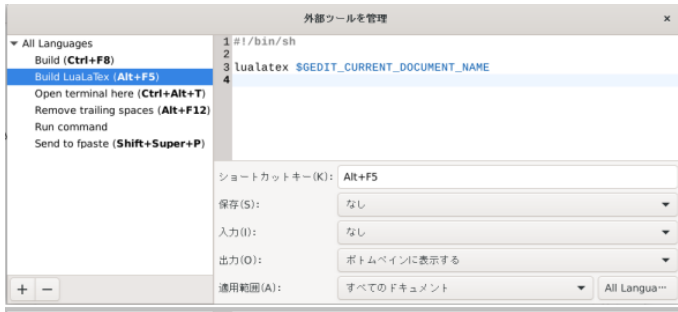 外部ツールを管理
×
All Languages
Build (Ctrl+F8)
Build LuaLaTex (Alt+F5)
Open terminal here (Ctrl+Alt+T)
Remove trailing spaces (Alt+F12)
Run command
Send to fpaste (Shift+Super+P)
1 #!/bin/sh
2
3 lualatex $GEDIT_CURRENT_DOCUMENT_NAME
4
ショートカットキー(K): Alt+F5
保存(S): なし
入力(I): なし
出力(O): ボトムペインに表示する
適用範囲(A): すべてのドキュメント All Langua…
+ −